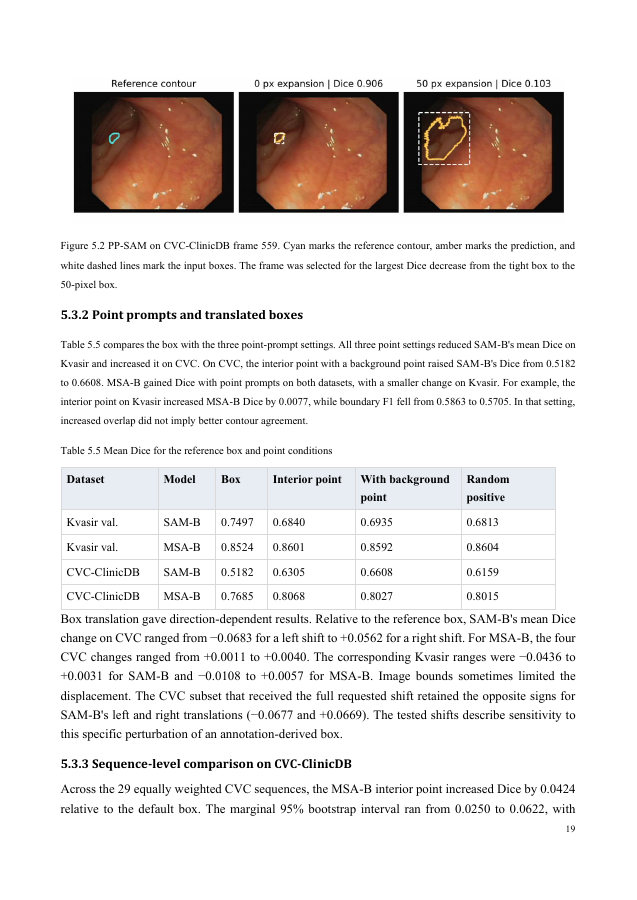 Reference contour
0 px expansion | Dice 0.906
50 px expansion | Dice 0.103
Figure 5.2 PP-SAM on CVC-ClinicDB frame 559. Cyan marks the reference contour, amber marks the prediction, and
white dashed lines mark the input boxes. The frame was selected for the largest Dice decrease from the tight box to the
50-pixel box.
5.3.2 Point prompts and translated boxes
Table 5.5 compares the box with the three point-prompt settings. All three point settings reduced SAM-B's mean Dice on
Kvasir and increased it on CVC. On CVC, the interior point with a background point raised SAM-B's Dice from 0.5182
to 0.6608. MSA-B gained Dice with point prompts on both datasets, with a smaller change on Kvasir. For example, the
interior point on Kvasir increased MSA-B Dice by 0.0077, while boundary F1 fell from 0.5863 to 0.5705. In that setting,
increased overlap did not imply better contour agreement.
Table 5.5 Mean Dice for the reference box and point conditions
Dataset Model Box Interior point With background point Random positive
Kvasir val. SAM-B 0.7497 0.6840 0.6935 0.6813
Kvasir val. MSA-B 0.8524 0.8601 0.8592 0.8604
CVC-ClinicDB SAM-B 0.5182 0.6305 0.6608 0.6159
CVC-ClinicDB MSA-B 0.7685 0.8068 0.8027 0.8015
Box translation gave direction-dependent results. Relative to the reference box, SAM-B's mean Dice
change on CVC ranged from −0.0683 for a left shift to +0.0562 for a right shift. For MSA-B, the four
CVC changes ranged from +0.0011 to +0.0040. The corresponding Kvasir ranges were −0.0436 to
+0.0031 for SAM-B and −0.0108 to +0.0057 for MSA-B. Image bounds sometimes limited the
displacement. The CVC subset that received the full requested shift retained the opposite signs for
SAM-B's left and right translations (−0.0677 and +0.0669). The tested shifts describe sensitivity to
this specific perturbation of an annotation-derived box.
5.3.3 Sequence-level comparison on CVC-ClinicDB
Across the 29 equally weighted CVC sequences, the MSA-B interior point increased Dice by 0.0424
relative to the default box. The marginal 95% bootstrap interval ran from 0.0250 to 0.0622, with
19